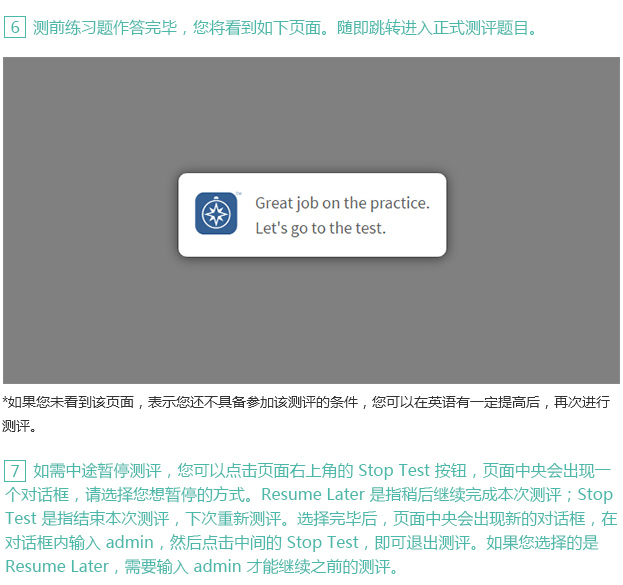 6 测前练习题作答完毕，您将看到如下页面。随即跳转进入正式测评题目。
Great job on the practice.
Let's go to the test.
*如果您未看到该页面，表示您还不具备参加该测评的条件，您可以在英语有一定提高后，再次进行
测评。
7 如需中途暂停测评，您可以点击页面右上角的 Stop Test 按钮，页面中央会出现一
个对话框，请选择您想暂停的方式。Resume Later 是指稍后继续完成本次测评；Stop
Test 是指结束本次测评，下次重新测评。选择完毕后，页面中央会出现新的对话框，在
对话框内输入 admin，然后点击中间的 Stop Test，即可退出测评。如果您选择的是
Resume Later，需要输入 admin 才能继续之前的测评。